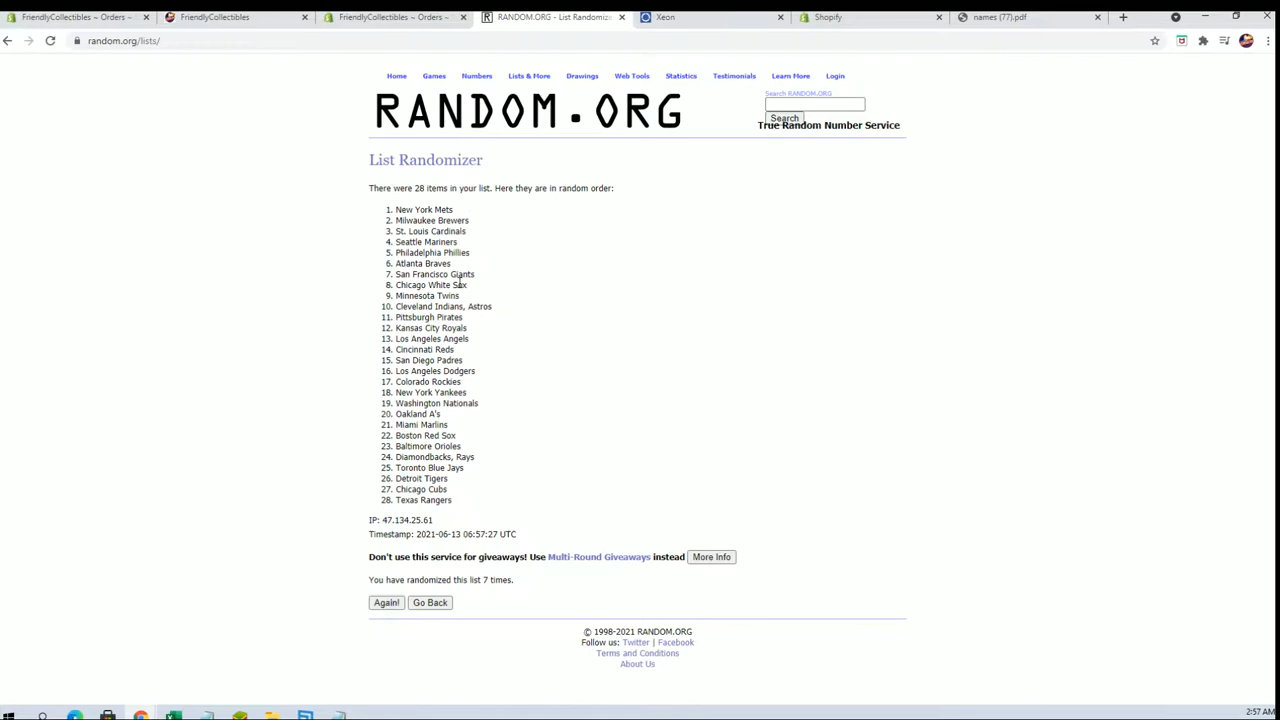 FriendlyCollectibles ~ Orders ~
FriendlyCollectibles
FriendlyCollectibles ~ Orders ~
RANDOM.ORG - List Randomize
Xeon
Shopify
names (77).pdf
random.org/lists/
Home Games Numbers Lists & More Drawings Web Tools Statistics Testimonials Learn More Login
RANDOM.ORG
Search RANDOM.ORG
Search
True Random Number Service
List Randomizer
There were 28 items in your list. Here they are in random order:
1. New York Mets
2. Milwaukee Brewers
3. St. Louis Cardinals
4. Seattle Mariners
5. Philadelphia Phillies
6. Atlanta Braves
7. San Francisco Giants
8. Chicago White Sox
9. Minnesota Twins
10. Cleveland Indians, Astros
11. Pittsburgh Pirates
12. Kansas City Royals
13. Los Angeles Angels
14. Cincinnati Reds
15. San Diego Padres
16. Los Angeles Dodgers
17. Colorado Rockies
18. New York Yankees
19. Washington Nationals
20. Oakland A's
21. Miami Marlins
22. Boston Red Sox
23. Baltimore Orioles
24. Diamondbacks, Rays
25. Toronto Blue Jays
26. Detroit Tigers
27. Chicago Cubs
28. Texas Rangers
IP: 47.134.25.61
Timestamp: 2021-06-13 06:57:27 UTC
Don't use this service for giveaways! Use Multi-Round Giveaways instead More Info
You have randomized this list 7 times.
Again! Go Back
© 1998-2021 RANDOM.ORG
Follow us: Twitter | Facebook
Terms and Conditions
About Us
2:57 AM